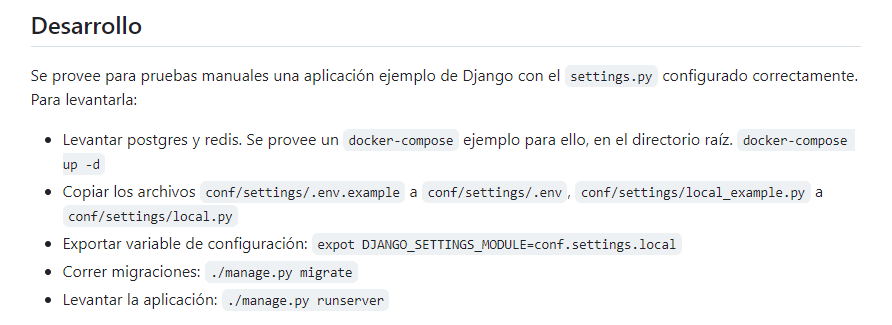 Desarrollo
Se provee para pruebas manuales una aplicación ejemplo de Django con el settings.py configurado correctamente.
Para levantarla:
• Levantar postgres y redis. Se provee un docker-compose ejemplo para ello, en el directorio raíz. docker-compose
up -d
• Copiar los archivos conf/settings/.env.example a conf/settings/.env , conf/settings/local_example.py a
conf/settings/local.py
• Exportar variable de configuración: expot DJANGO_SETTINGS_MODULE=conf.settings.local
• Correr migraciones: ./manage.py migrate
• Levantar la aplicación: ./manage.py runserver